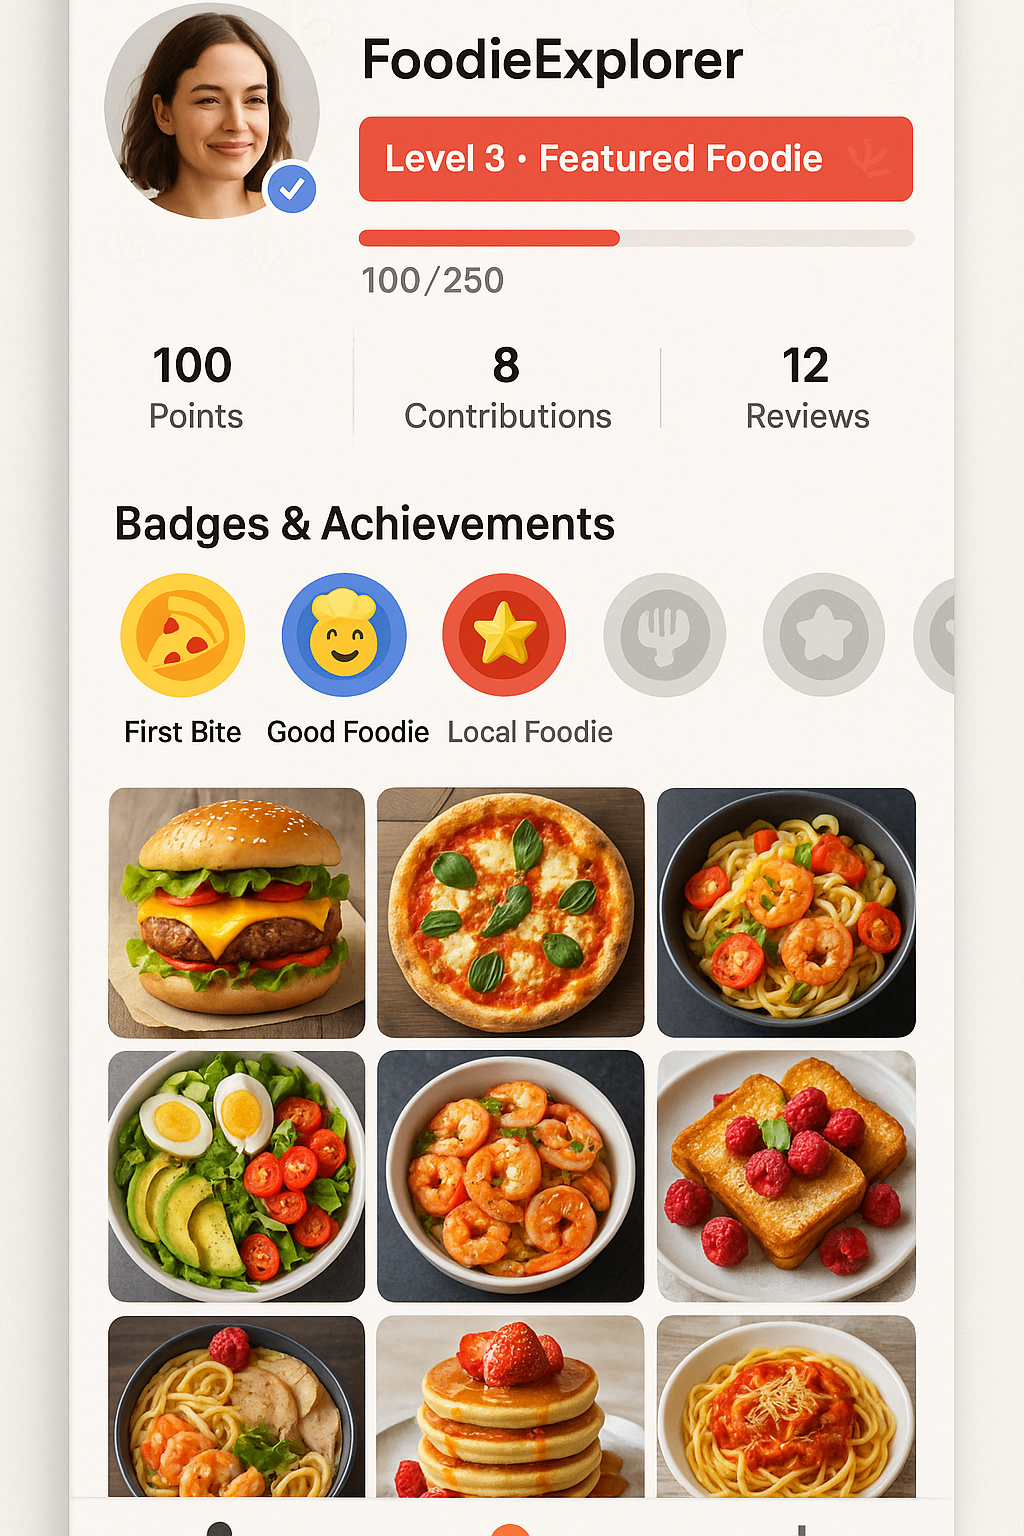 FoodieExplorer
Level 3 • Featured Foodie
100/250
100
Points
8
Contributions
12
Reviews
Badges & Achievements
First Bite
Good Foodie
Local Foodie